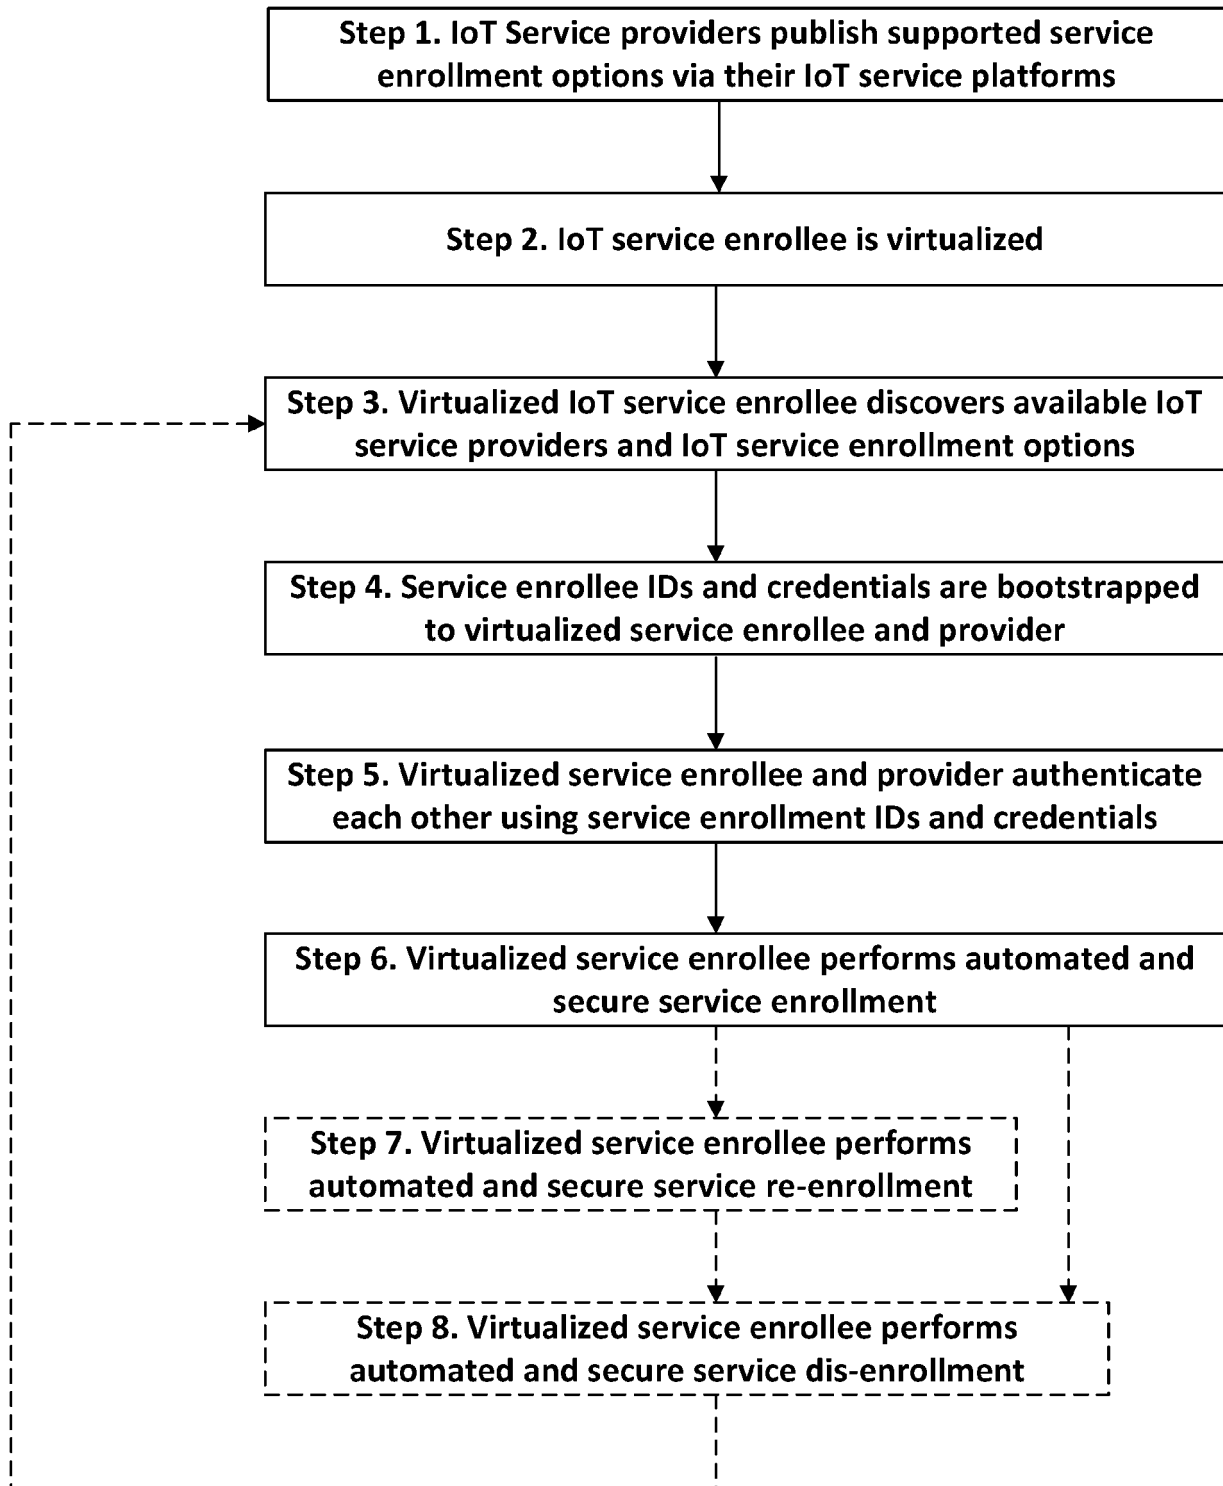 Step 1. IoT Service providers publish supported service
enrollment options via their IoT service platforms
Step 2. IoT service enrollee is virtualized
Step 3. Virtualized IoT service enrollee discovers available IoT
service providers and IoT service enrollment options
Step 4. Service enrollee IDs and credentials are bootstrapped
to virtualized service enrollee and provider
Step 5. Virtualized service enrollee and provider authenticate
each other using service enrollment IDs and credentials
Step 6. Virtualized service enrollee performs automated and
secure service enrollment
Step 7. Virtualized service enrollee performs
automated and secure service re-enrollment
Step 8. Virtualized service enrollee performs
automated and secure service dis-enrollment